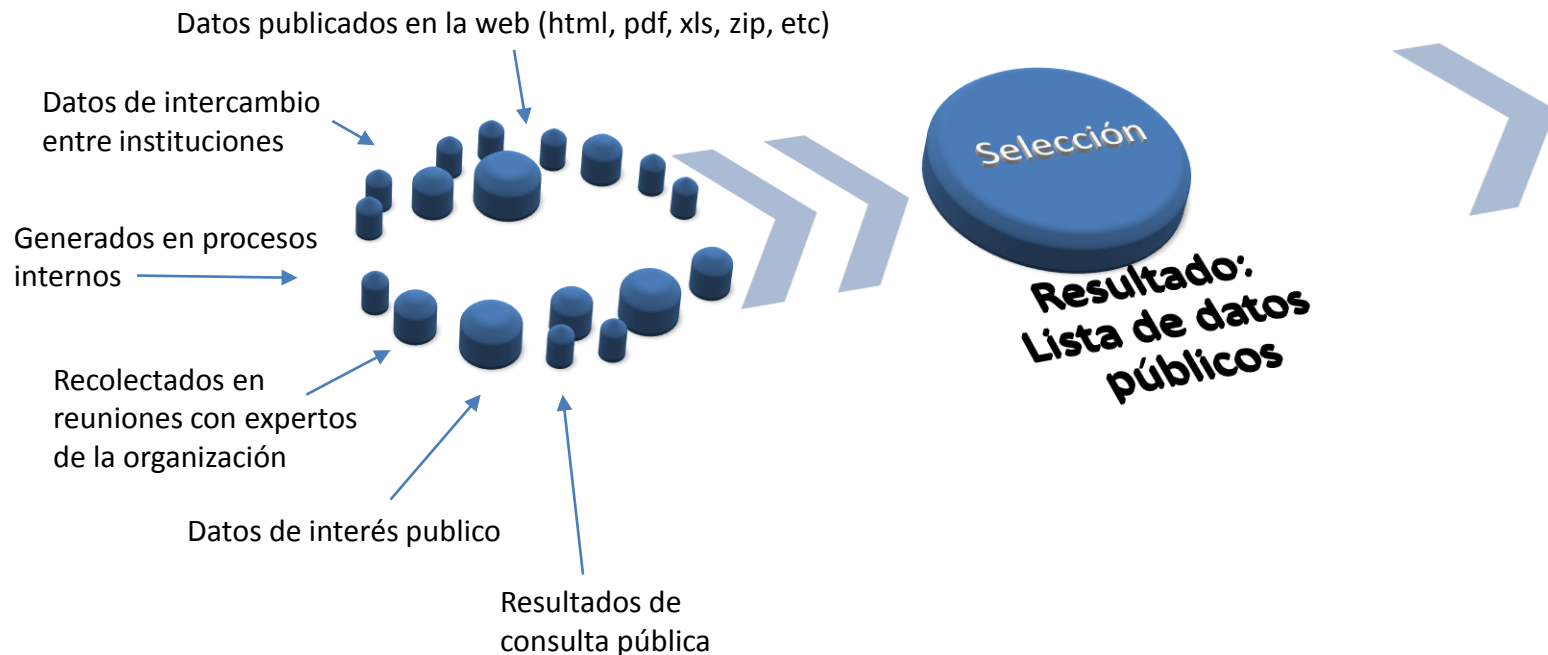 Datos publicados en la web (html, pdf, xls, zip, etc)
Datos de intercambio
entre instituciones
Generados en procesos
internos
Recolectados en
reuniones con expertos
de la organización
Datos de interés publico
Resultados de
consulta pública
Selección
Resultado:
Lista de datos
públicos